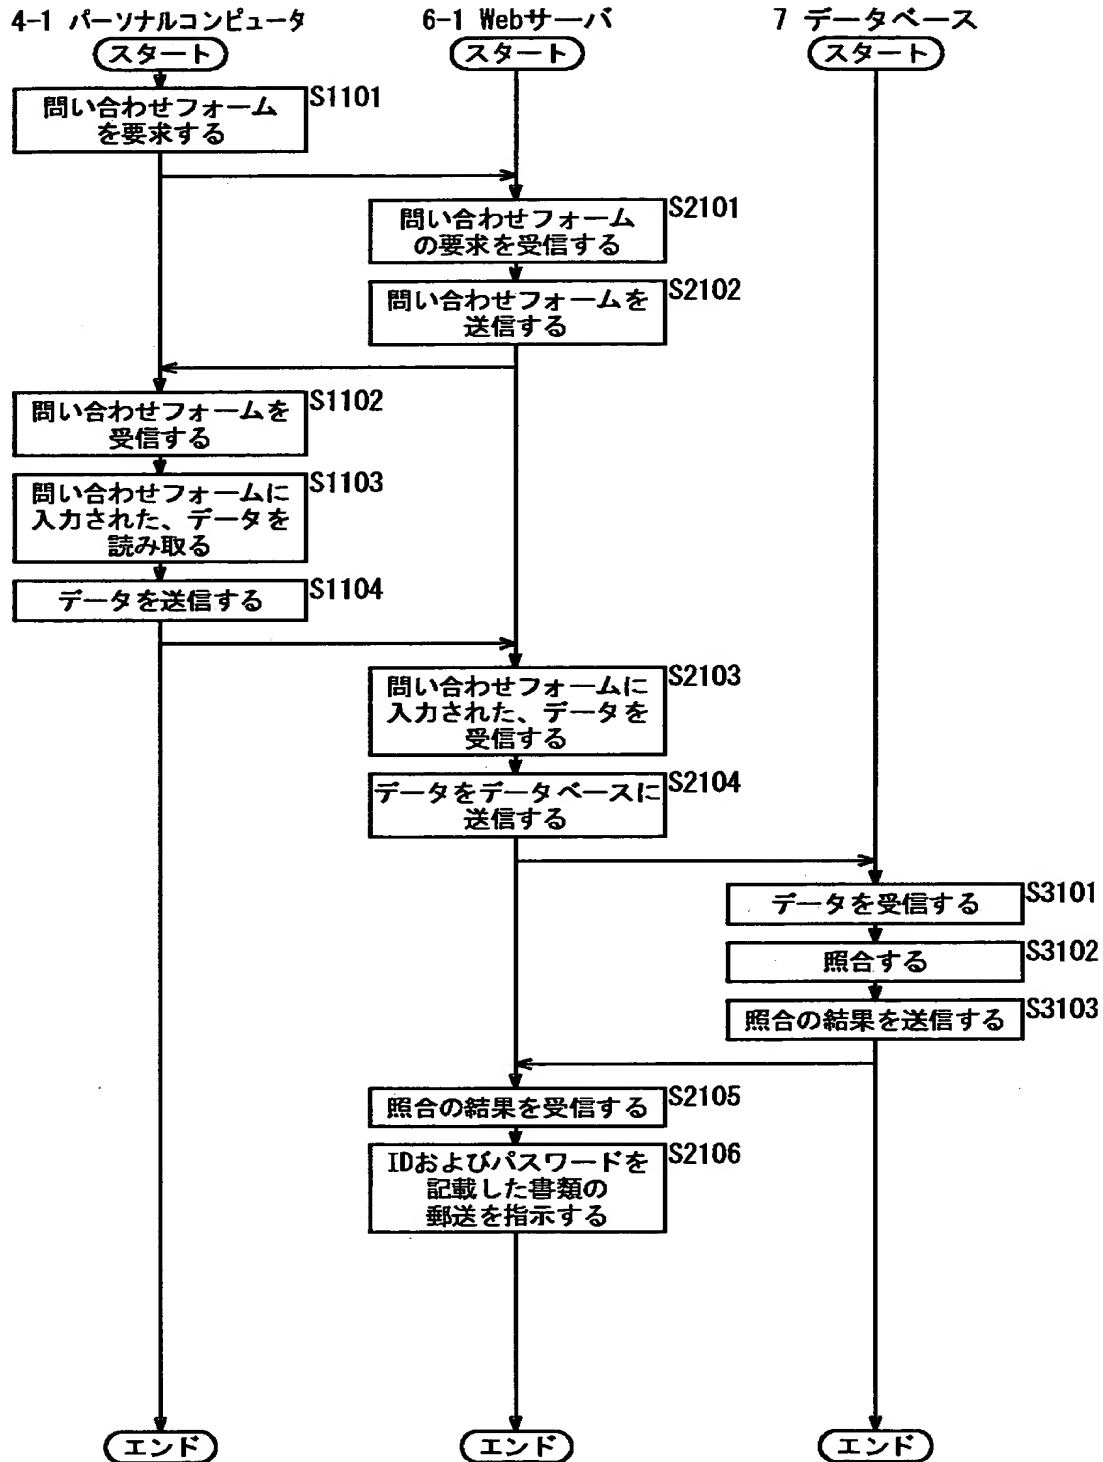 4-1 パーソナルコンピュータ
6-1 Webサーバ
7 データベース
スタート
スタート
スタート
問い合わせフォーム
を要求する
S1101
問い合わせフォーム
の要求を受信する
S2101
問い合わせフォームを
送信する
S2102
問い合わせフォームを
受信する
S1102
問い合わせフォームに
入力された、データを
読み取る
S1103
データを送信する
S1104
問い合わせフォームに
入力された、データを
受信する
S2103
データをデータベースに
送信する
S2104
データを受信する
S3101
照合する
S3102
照合の結果を送信する
S3103
照合の結果を受信する
S2105
IDおよびパスワードを
記載した書類の
郵送を指示する
S2106
エンド
エンド
エンド